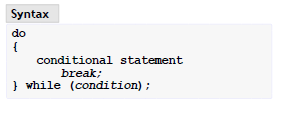 Syntax
do
{
conditional statement
break;
} while (condition);